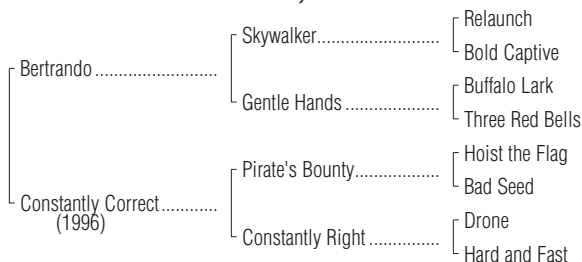 Relaunch
Skywalker........................
Bold Captive
Bertrando ........................
Buffalo Lark
Gentle Hands ..................
Three Red Bells
Hoist the Flag
Pirate's Bounty.................
Bad Seed
Constantly Correct...........
(1996)
Drone
Constantly Right ..............
Hard and Fast